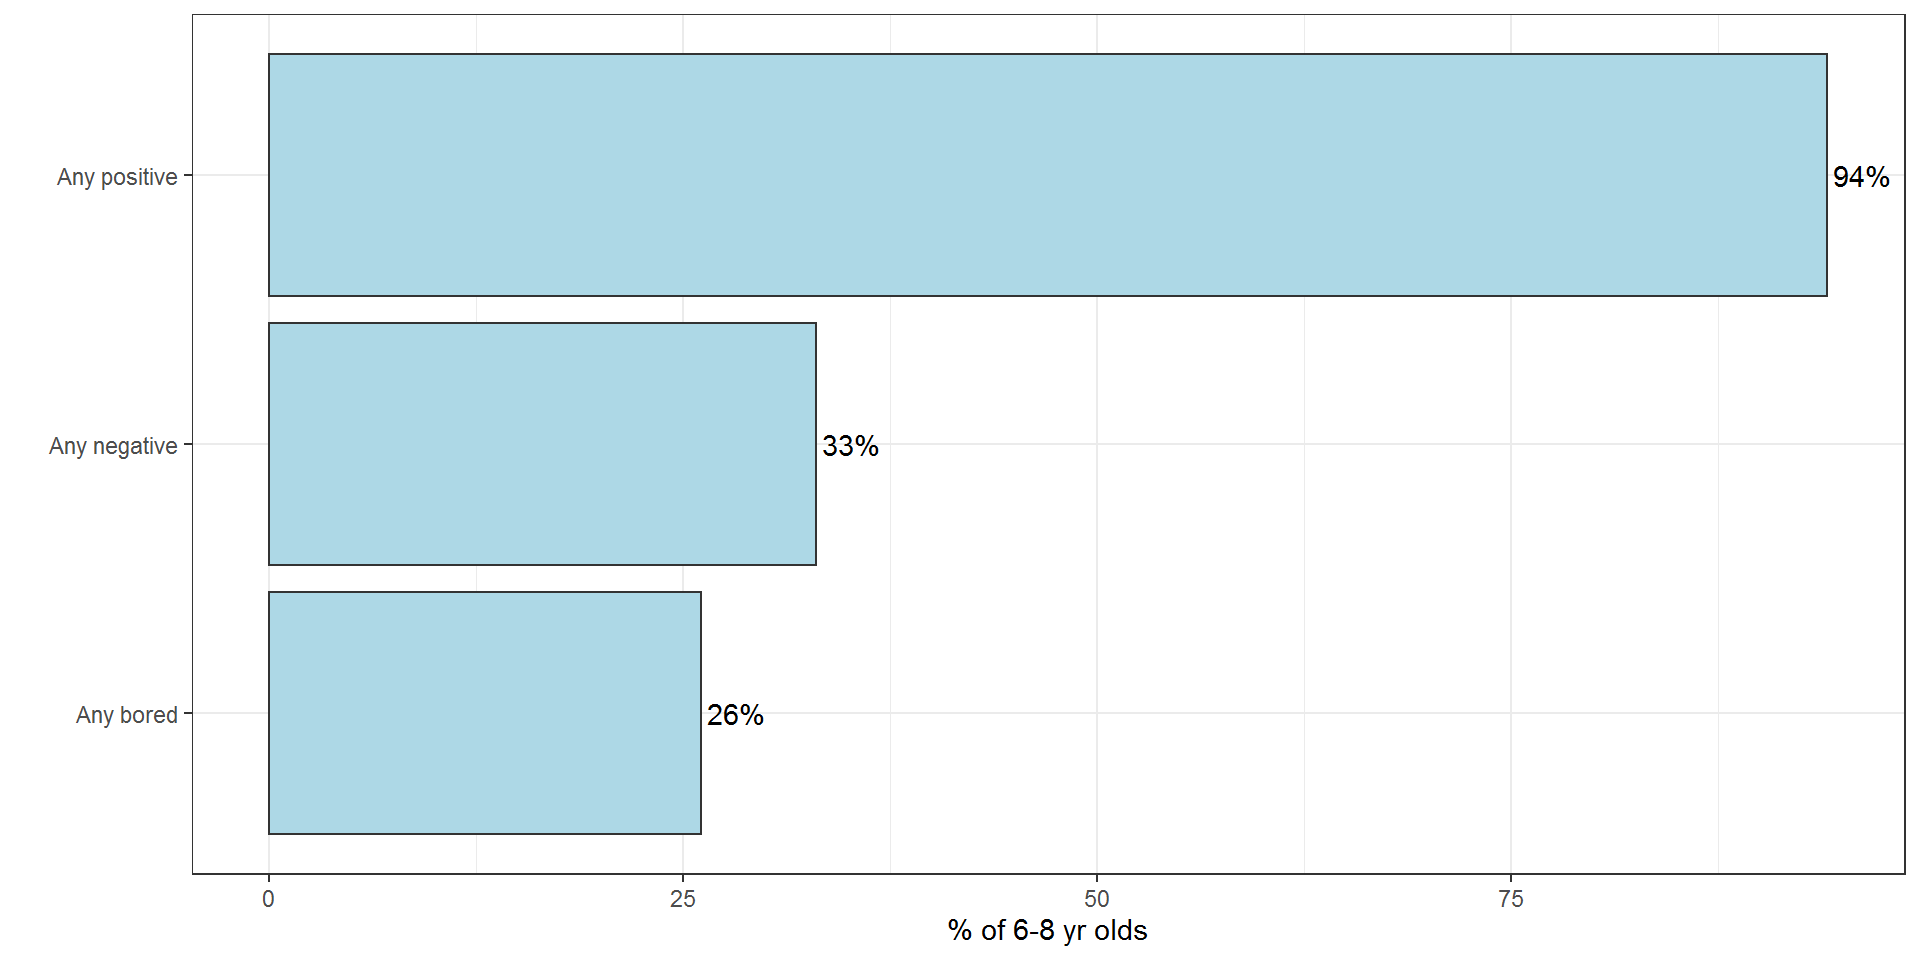 Any positive
94%
Any negative
33%
Any bored
26%
0 25 50 75
% of 6-8 yr olds